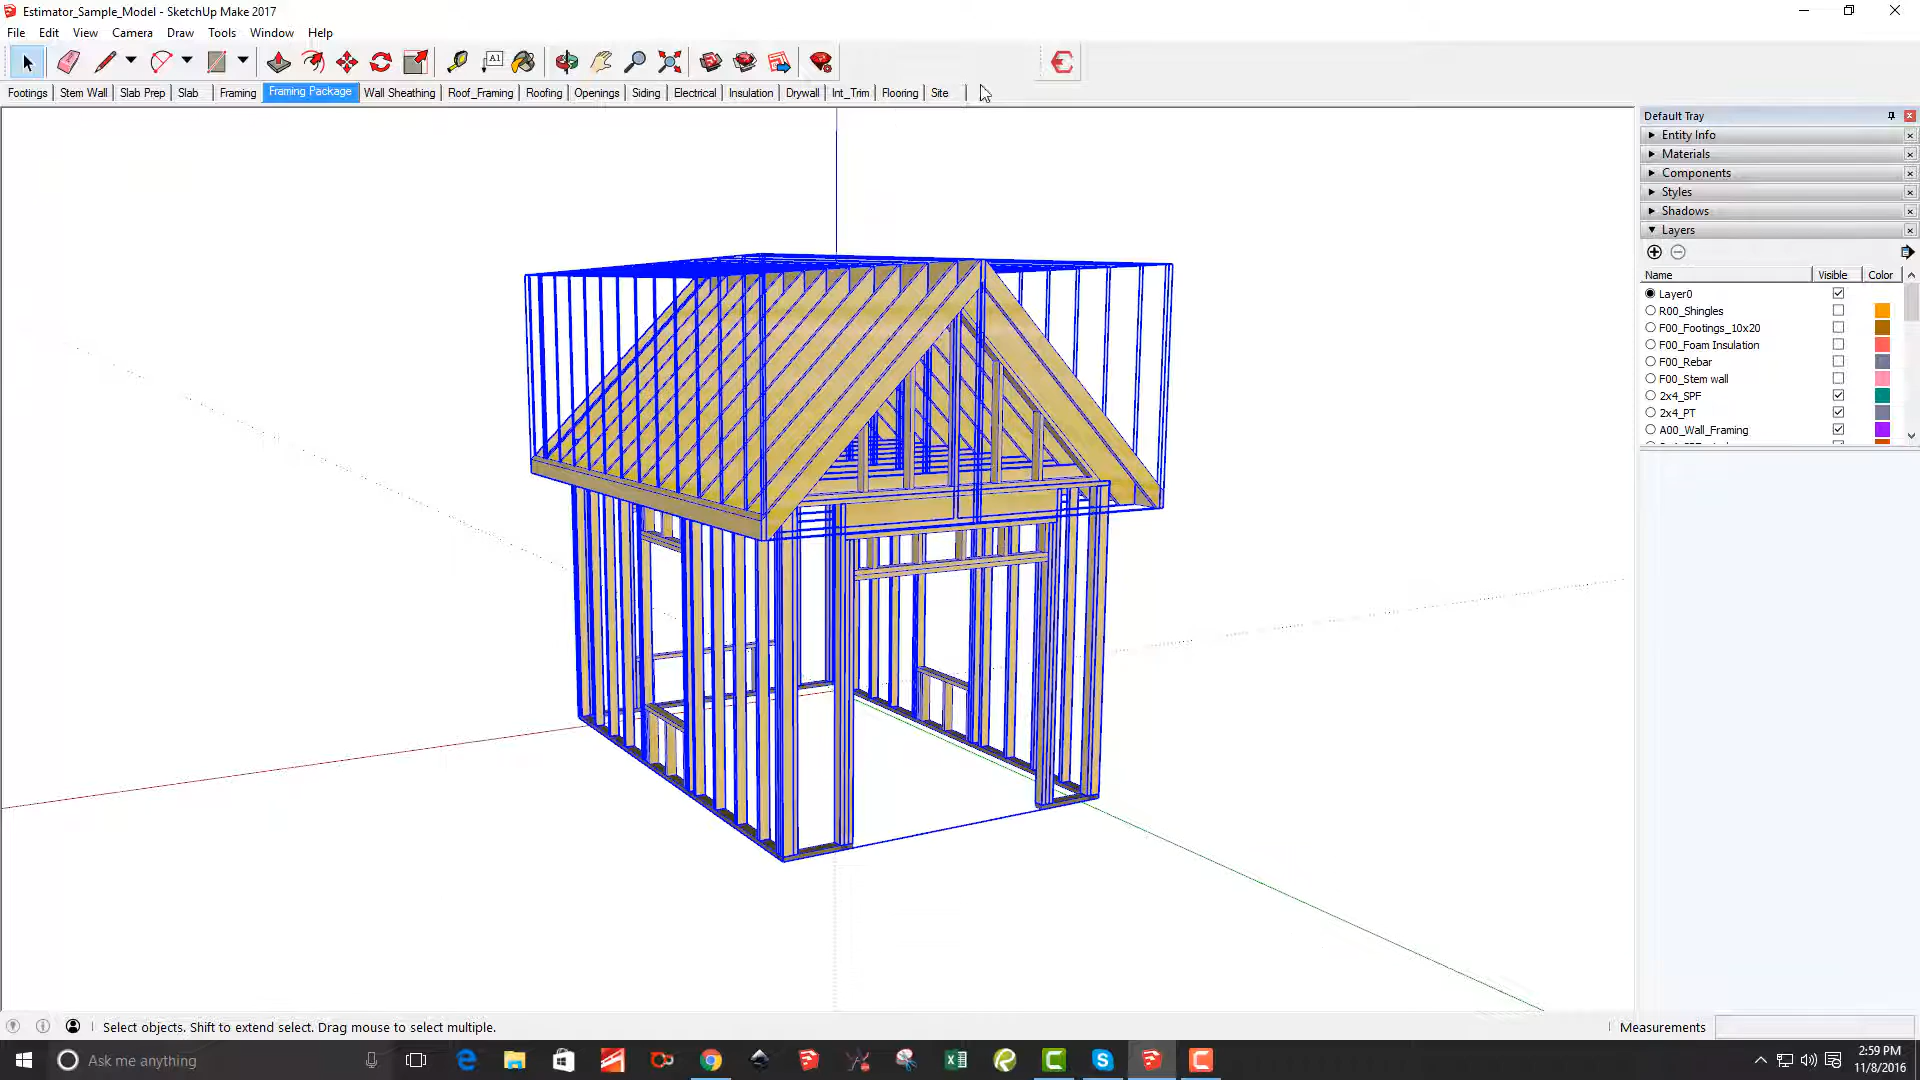 Estimator_Sample_Model - SketchUp Make 2017
File Edit View Camera Draw Tools Window Help
A1
Footings Stem Wall Slab Prep Slab Framing Framing Package Wall Sheathing Roof_Framing Roofing Openings Siding Electrical Insulation Drywall Int_Trim Flooring Site
Default Tray
Entity Info
Materials
Components
Styles
Shadows
Layers
Name Visible Color
Layer0
R00_Shingles
F00_Footings_10x20
F00_Foam Insulation
F00_Rebar
F00_Stem wall
2x4_SPF
2x4_PT
A00_Wall_Framing
Select objects. Shift to extend select. Drag mouse to select multiple.
Measurements
Ask me anything
2:59 PM
11/8/2016